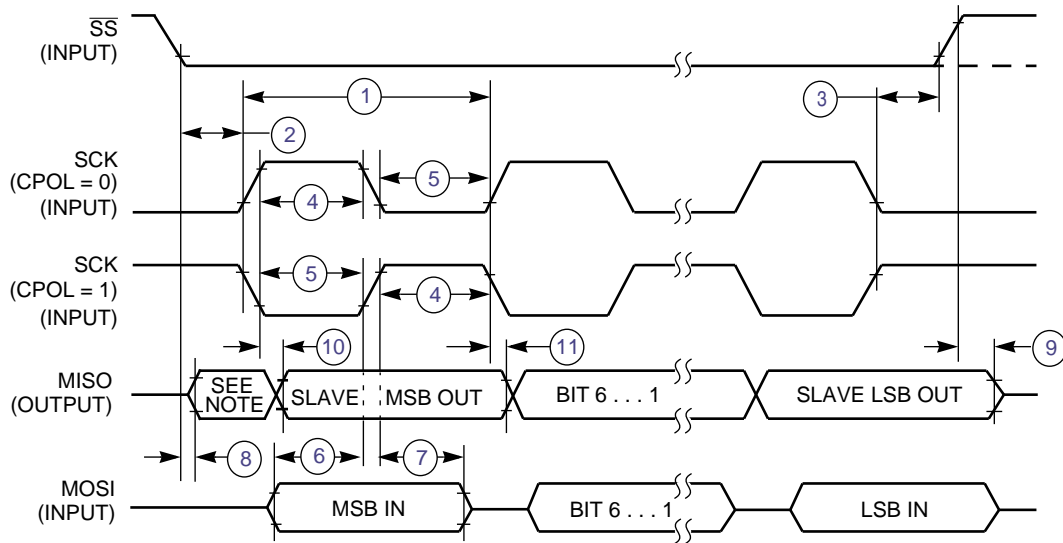 SS
(INPUT)
1
3
2
SCK
(CPOL = 0)
(INPUT)
4
5
SCK
(CPOL = 1)
(INPUT)
5
4
10
11
9
MISO
(OUTPUT)
SEE
NOTE
SLAVE
MSB OUT
BIT 6 . . . 1
SLAVE LSB OUT
8
6
7
MOSI
(INPUT)
MSB IN
BIT 6 . . . 1
LSB IN